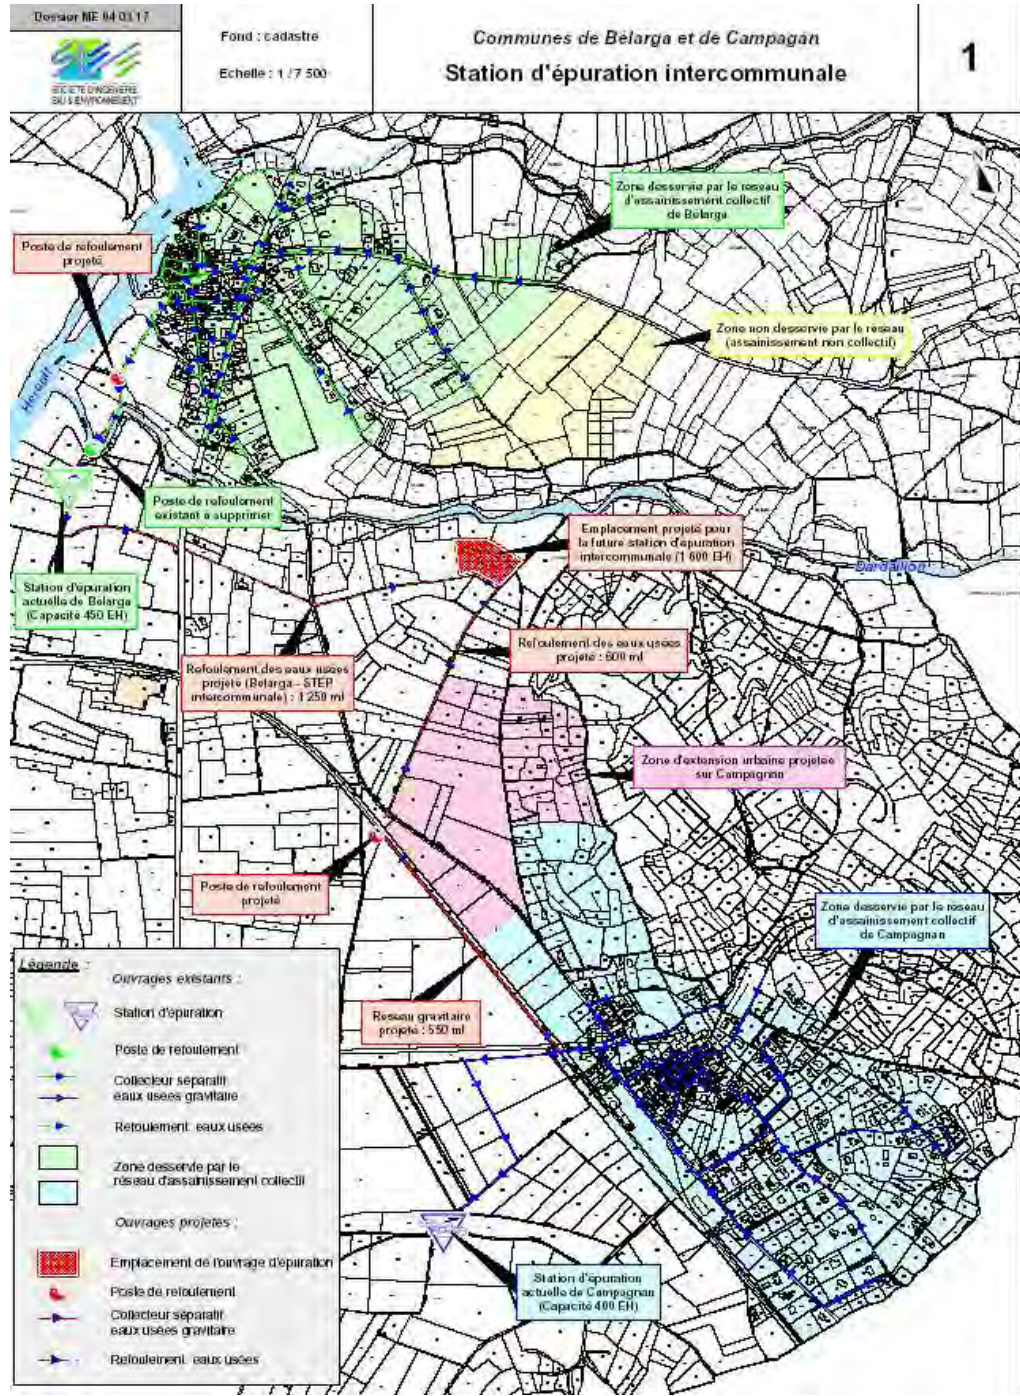 Dossier ME 04 03 17
SOCIETE D'INGENIERIE
EAU & ENVIRONNEMENT
Fond : cadastre
Echelle : 1 / 7 500
Communes de Bélarga et de Campagan
Station d'épuration intercommunale
1
N
Zone desservie par le réseau
d'assainissement collectif
de Bélarga
Poste de refoulement
projeté
Zone non desservie par le réseau
(assainissement non collectif)
Hérault
Poste de refoulement
existant à supprimer
Emplacement projeté pour
la future station d'épuration
intercommunale (1 600 EH)
Dardaillon
Station d'épuration
actuelle de Bélarga
(Capacité 450 EH)
Refoulement des eaux usées
projeté : 600 ml
Refoulement des eaux usées
projeté (Bélarga - STEP
intercommunale) : 1 250 ml
Zone d'extension urbaine projetée
sur Campagnan
Poste de refoulement
projeté
Zone desservie par le réseau
d'assainissement collectif
de Campagnan
Réseau gravitaire
projeté : 550 ml
Station d'épuration
actuelle de Campagnan
(Capacité 400 EH)
Légende :
Ouvrages existants :
Station d'épuration
Poste de refoulement
Collecteur séparatif
eaux usées gravitaire
Refoulement eaux usées
Zone desservie par le
réseau d'assainissement collectif
Ouvrages projetés :
Emplacement de l'ouvrage d'épuration
Poste de refoulement
Collecteur séparatif
eaux usées gravitaire
Refoulement eaux usées